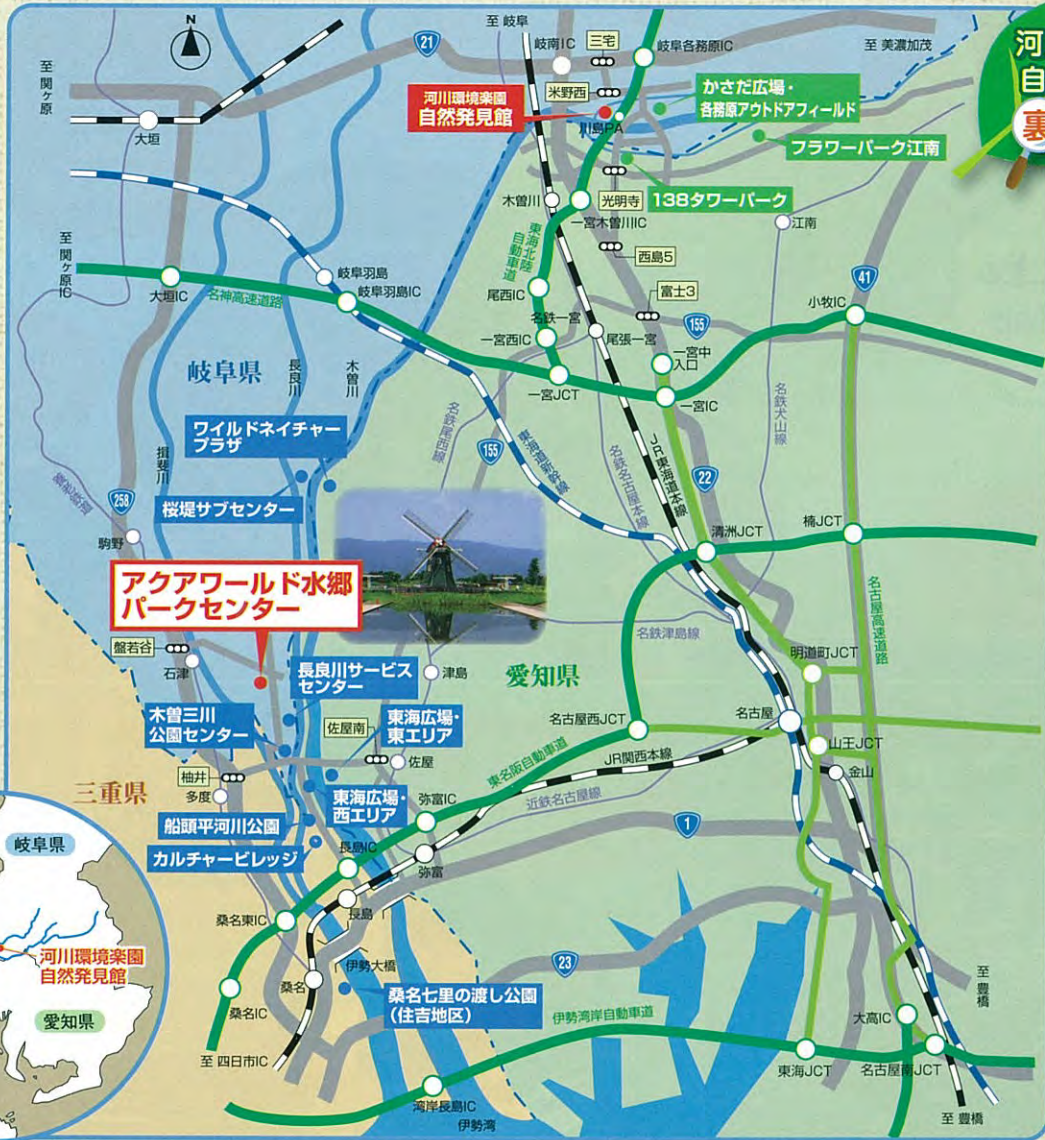 N
至 関ヶ原
大垣
21
至 岐阜
岐南IC
三宅
岐阜各務原IC
至 美濃加茂
河
自
裏
米野西
河川環境楽園
自然発見館
川島PA
かさだ広場・
各務原アウトドアフィールド
フラワーパーク江南
138タワーパーク
木曽川
光明寺
一宮木曽川IC
江南
西島5
東海北陸
自動車道
至 関ヶ原IC
大垣IC
名神高速道路
岐阜羽島
岐阜羽島IC
尾西IC
名鉄一宮
富士3
41
小牧IC
155
一宮西IC
尾張一宮
一宮中
入口
一宮JCT
一宮IC
岐阜県
長良川
木曽川
名鉄尾西線
155
東海道新幹線
名鉄名古屋本線
JR東海道本線
名鉄犬山線
22
ワイルドネイチャー
プラザ
揖斐川
養老鉄道
258
桜堤サブセンター
駒野
清洲JCT
楠JCT
名古屋高速道路
アクアワールド水郷
パークセンター
名鉄津島線
盤若谷
石津
長良川サービス
センター
津島
愛知県
明道町JCT
木曽三川
公園センター
佐屋南
東海広場・
東エリア
名古屋西JCT
名古屋
佐屋
東名阪自動車道
JR関西本線
山王JCT
金山
三重県
柚井
多度
東海広場・
西エリア
弥富IC
近鉄名古屋線
船頭平河川公園
1
カルチャービレッジ
長島IC
弥富
岐阜県
桑名東IC
長島
河川環境楽園
自然発見館
伊勢大橋
23
桑名
桑名七里の渡し公園
(住吉地区)
桑名IC
至 豊橋
愛知県
伊勢湾岸自動車道
大高IC
至 四日市IC
東海JCT
名古屋南JCT
湾岸長島IC
伊勢湾
至 豊橋